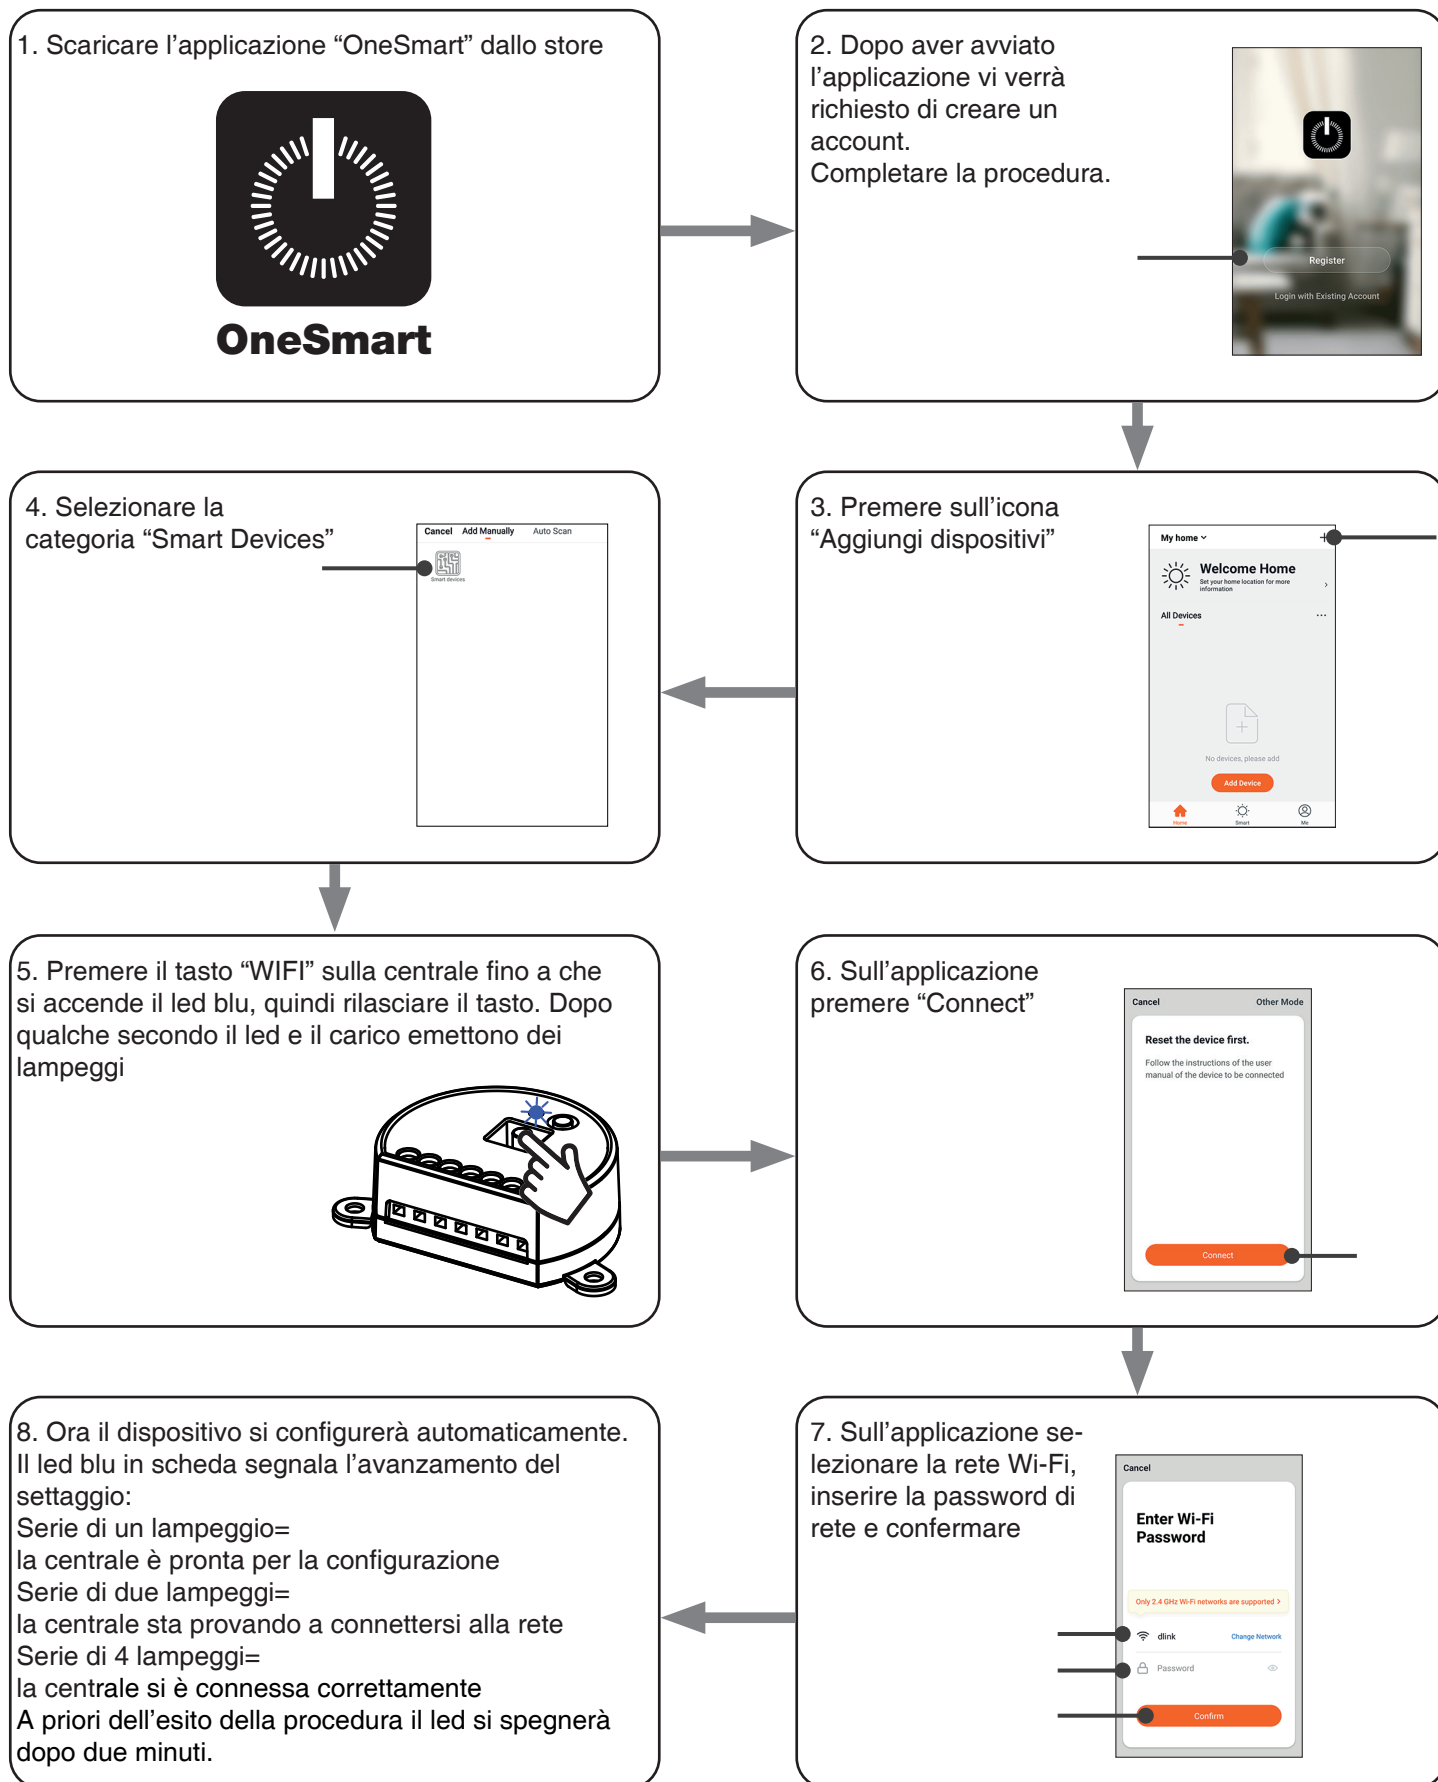 1. Scaricare l’applicazione “OneSmart” dallo store
OneSmart
2. Dopo aver avviato
l’applicazione vi verrà
richiesto di creare un
account.
Completare la procedura.
Register
Login with Existing Account
3. Premere sull’icona
“Aggiungi dispositivi”
My home
Welcome Home
Set your home location for more
information
All Devices
No devices, please add
Add Device
Home
Smart
Me
4. Selezionare la
categoria “Smart Devices”
Cancel Add Manually Auto Scan
Smart devices
5. Premere il tasto “WIFI” sulla centrale fino a che
si accende il led blu, quindi rilasciare il tasto. Dopo
qualche secondo il led e il carico emettono dei
lampeggi
6. Sull’applicazione
premere “Connect”
Cancel Other Mode
Reset the device first.
Follow the instructions of the user
manual of the device to be connected
Connect
7. Sull’applicazione se-
lezionare la rete Wi-Fi,
inserire la password di
rete e confermare
Cancel
Enter Wi-Fi
Password
Only 2.4 GHz Wi-Fi networks are supported >
dlink Change Network
Password
Confirm
8. Ora il dispositivo si configurerà automaticamente.
Il led blu in scheda segnala l’avanzamento del
settaggio:
Serie di un lampeggio=
la centrale è pronta per la configurazione
Serie di due lampeggi=
la centrale sta provando a connettersi alla rete
Serie di 4 lampeggi=
la centrale si è connessa correttamente
A priori dell’esito della procedura il led si spegnerà
dopo due minuti.